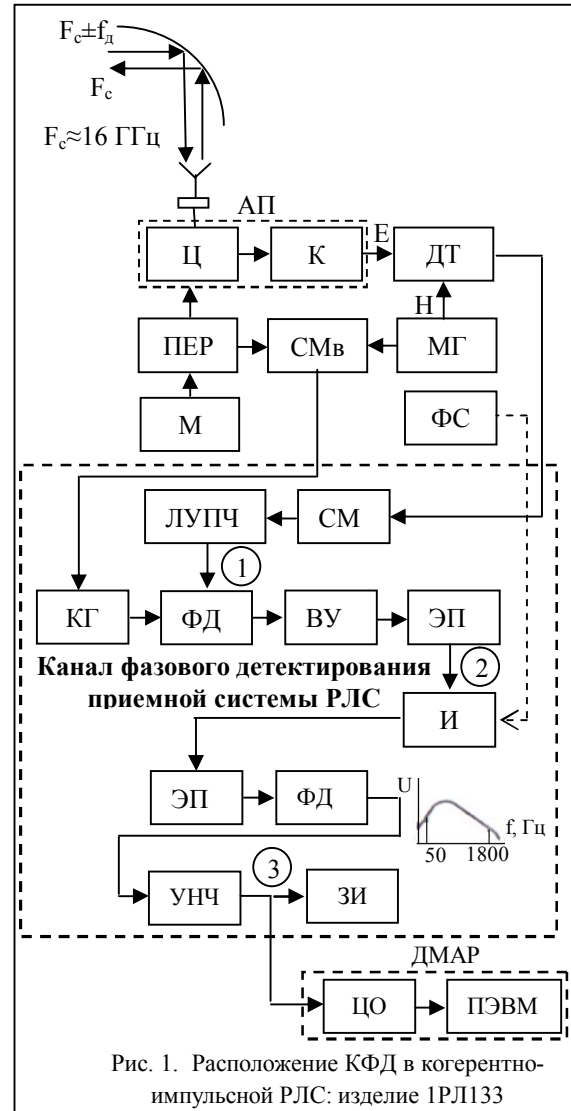 Fс±fд
Fс
Fс≈16 ГГц
АП
Ц
К
Е
ДТ
Н
ПЕР
СМв
МГ
М
ФС
ЛУПЧ
СМ
1
КГ
ФД
ВУ
ЭП
Канал фазового детектирования
приемной системы РЛС
2
И
ЭП
ФД
U
f, Гц
50
1800
УНЧ
3
ЗИ
ДМАР
ЦО
ПЭВМ
Рис. 1. Расположение КФД в когерентно-
импульсной РЛС: изделие 1РЛ133